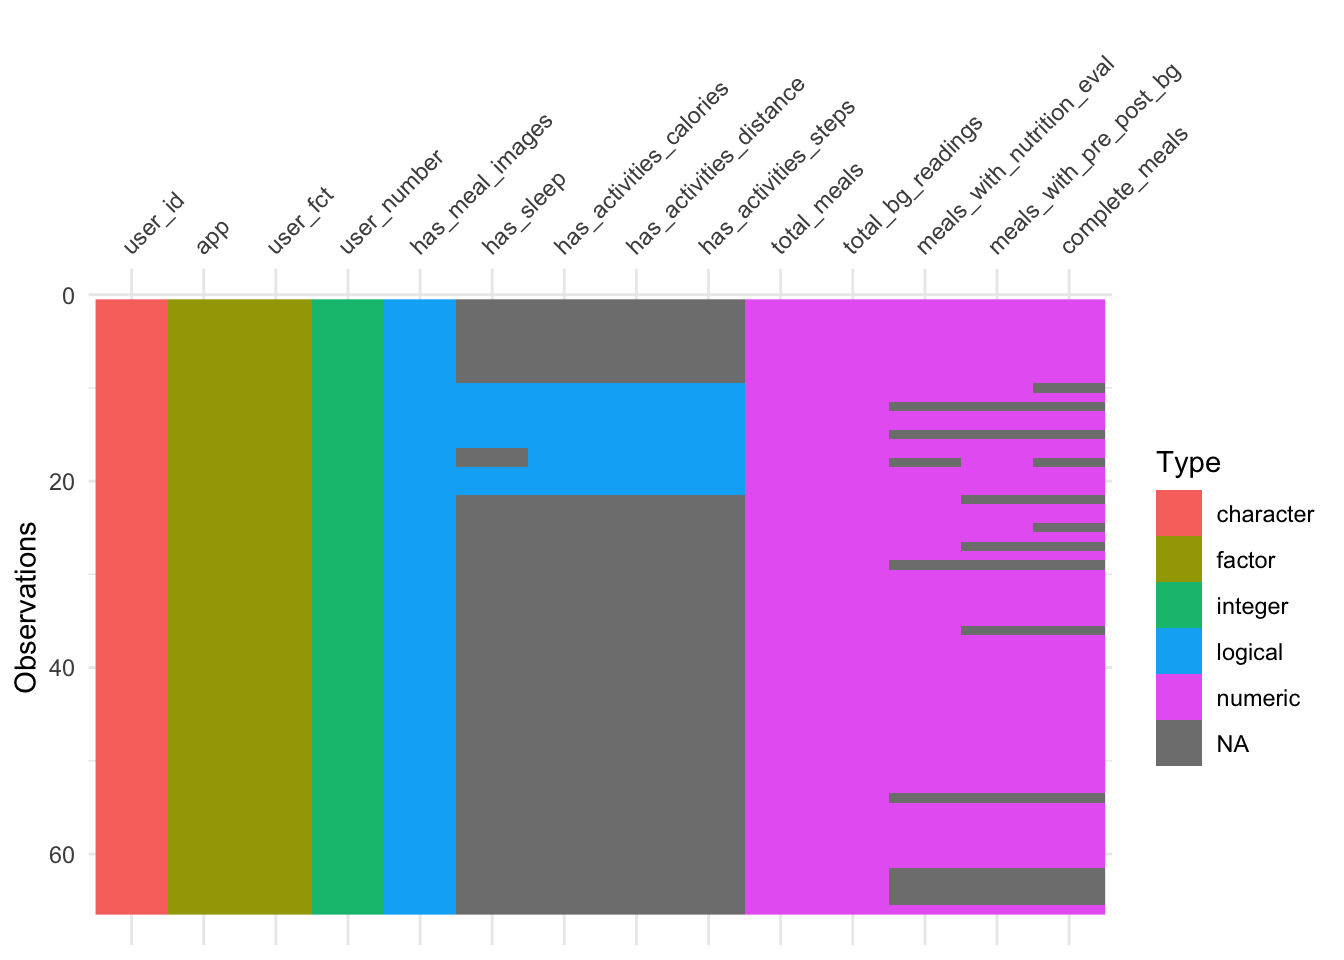 user_id
app
user_fct
user_number
has_meal_images
has_sleep
has_activities_calories
has_activities_distance
has_activities_steps
total_meals
total_bg_readings
meals_with_nutrition_eval
meals_with_pre_post_bg
complete_meals
0
20
40
60
Observations
Type
character
factor
integer
logical
numeric
NA